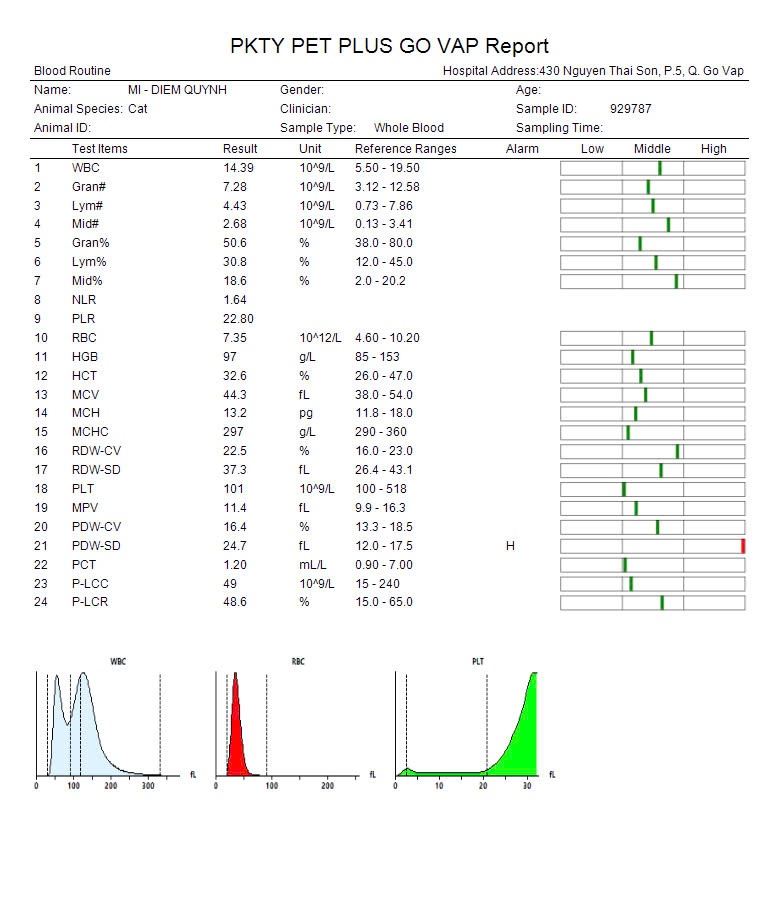 PKTY PET PLUS GO VAP Report
Blood Routine Hospital Address:430 Nguyen Thai Son, P.5, Q. Go Vap
Name: MI - DIEM QUYNH Gender: Age:
Animal Species: Cat Clinician: Sample ID: 929787
Animal ID: Sample Type: Whole Blood Sampling Time:
Test Items Result Unit Reference Ranges Alarm Low Middle High
1 WBC 14.39 10^9/L 5.50 - 19.50
2 Gran# 7.28 10^9/L 3.12 - 12.58
3 Lym# 4.43 10^9/L 0.73 - 7.86
4 Mid# 2.68 10^9/L 0.13 - 3.41
5 Gran% 50.6 % 38.0 - 80.0
6 Lym% 30.8 % 12.0 - 45.0
7 Mid% 18.6 % 2.0 - 20.2
8 NLR 1.64
9 PLR 22.80
10 RBC 7.35 10^12/L 4.60 - 10.20
11 HGB 97 g/L 85 - 153
12 HCT 32.6 % 26.0 - 47.0
13 MCV 44.3 fL 38.0 - 54.0
14 MCH 13.2 pg 11.8 - 18.0
15 MCHC 297 g/L 290 - 360
16 RDW-CV 22.5 % 16.0 - 23.0
17 RDW-SD 37.3 fL 26.4 - 43.1
18 PLT 101 10^9/L 100 - 518
19 MPV 11.4 fL 9.9 - 16.3
20 PDW-CV 16.4 % 13.3 - 18.5
21 PDW-SD 24.7 fL 12.0 - 17.5 H
22 PCT 1.20 mL/L 0.90 - 7.00
23 P-LCC 49 10^9/L 15 - 240
24 P-LCR 48.6 % 15.0 - 65.0
WBC RBC PLT
fL fL fL
0 100 200 300 0 100 200 0 10 20 30